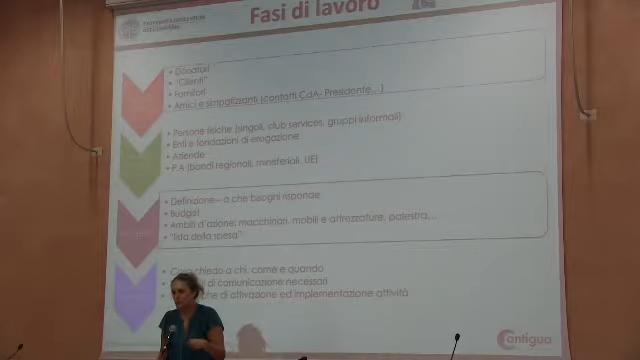 Fasi di lavoro
• Donatori
• "Clienti"
• Fornitori
• Amici e simpatizzanti (contatti CdA- Presidente...)
• Persone fisiche (singoli, club services, gruppi informali)
• Enti e fondazioni di erogazione
• Aziende
• P.A (bandi regionali, ministeriali, UE)
• Definizione – a che bisogni risponde
• Budget
• Ambiti d'azione: macchinari, mobili e attrezzature, palestra,...
• "lista della spesa"
chiedo a chi, come e quando
di comunicazione necessari
che di attivazione ed implementazione attività
antigua